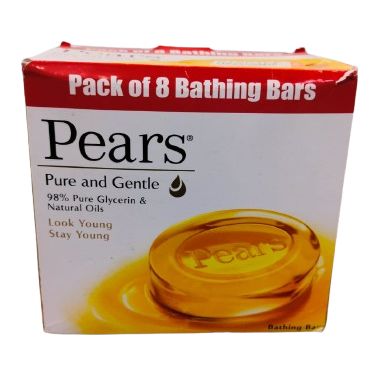 Pack of 8 Bathing Bars
Pears®
Pure and Gentle
98% Pure Glycerin &
Natural Oils
Look Young
Stay Young
Pears
Bathing Bar